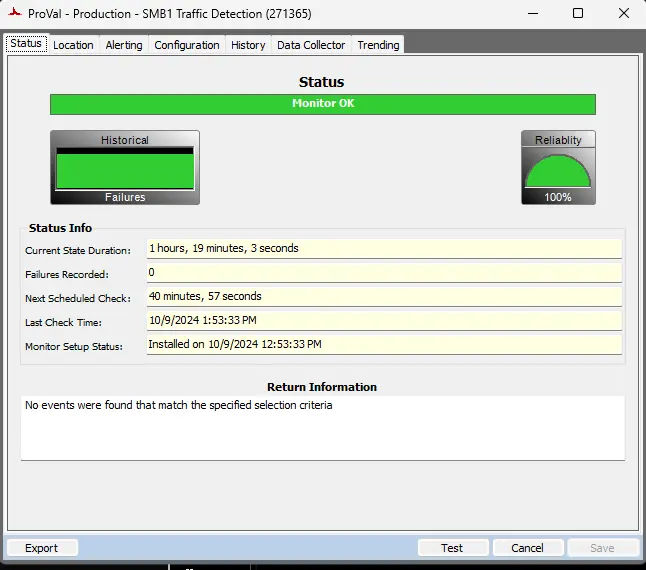 ProVal - Production - SMB1 Traffic Detection (271365)
Status Location Alerting Configuration History Data Collector Trending
Status
Monitor OK
Historical
Failures
Reliablity
100%
Status Info
Current State Duration: 1 hours, 19 minutes, 3 seconds
Failures Recorded: 0
Next Scheduled Check: 40 minutes, 57 seconds
Last Check Time: 10/9/2024 1:53:33 PM
Monitor Setup Status: Installed on 10/9/2024 12:53:33 PM
Return Information
No events were found that match the specified selection criteria
Export Test Cancel Save